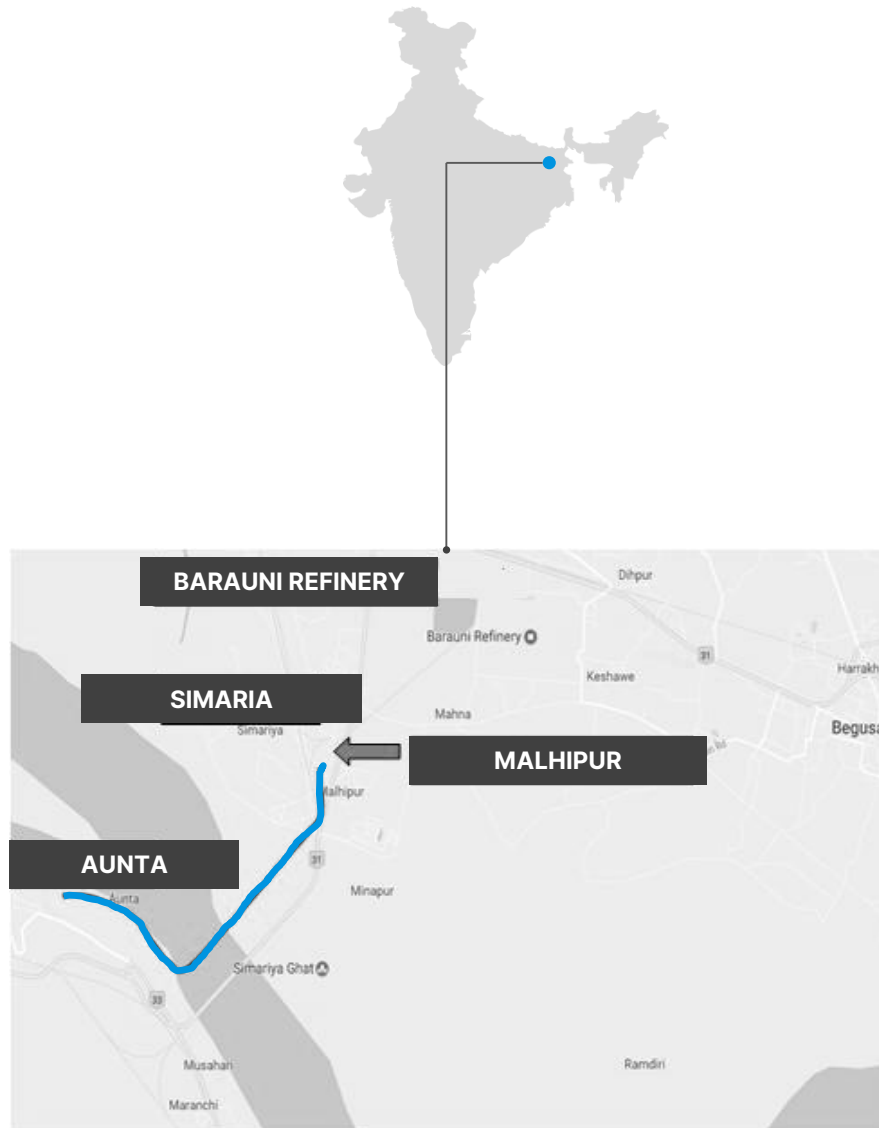 BARAUNI REFINERY
Dihpur
Barauni Refinery
31
Harrakh
Keshawe
SIMARIA
Mahna
Simariya
Begusa
MALHIPUR
Malhipur
31
AUNTA
Aunta
Minapur
Simariya Ghat
33
Musahari
Ramdiri
Maranchi